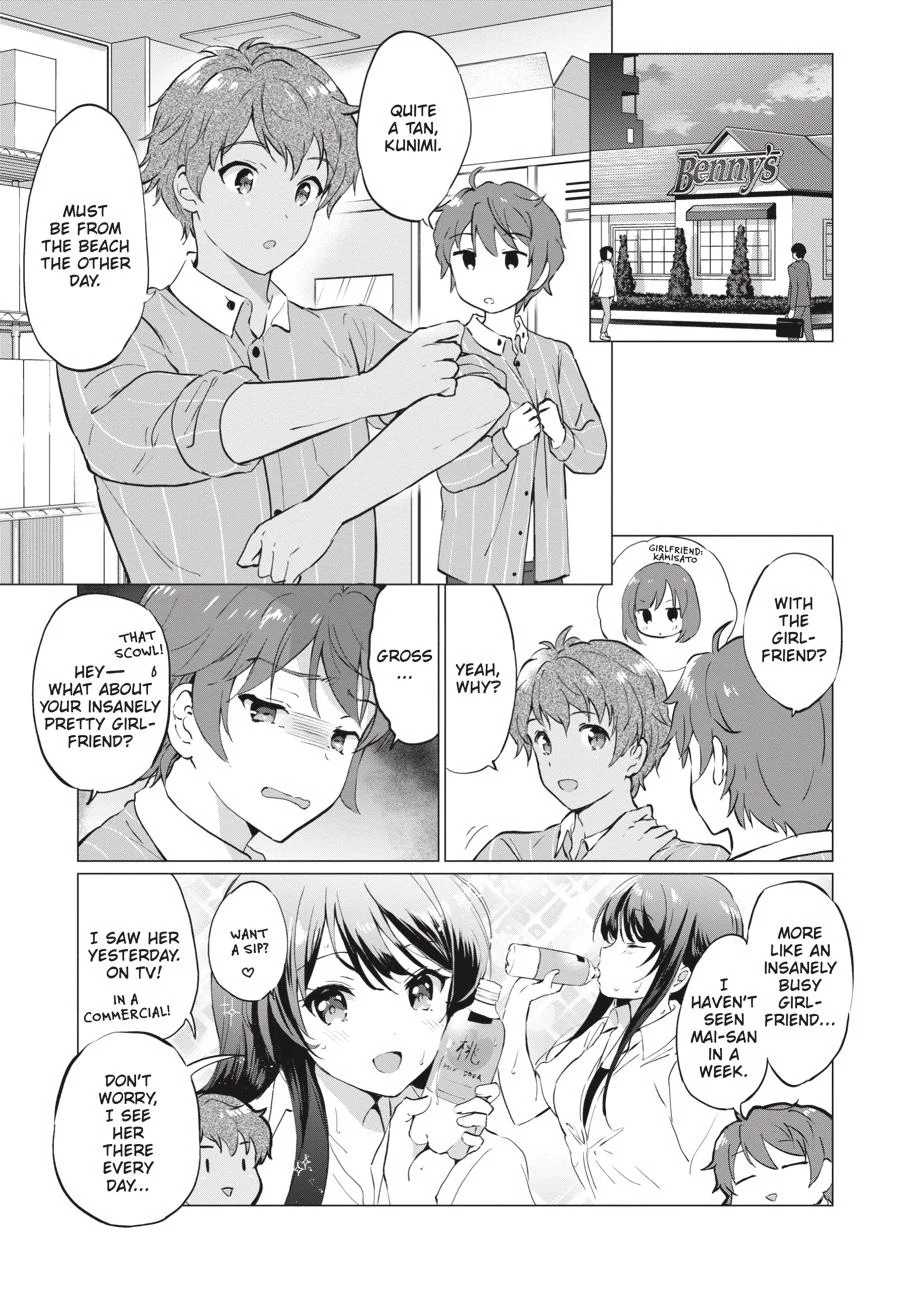 Benny's
QUITE
A TAN,
KUNIMI.
MUST
BE FROM
THE BEACH
THE OTHER
DAY.
WITH
THE
GIRL-
FRIEND?
GIRLFRIEND:
KAMISATO
YEAH,
WHY?
GROSS
...
THAT
SCOWL!
HEY—
WHAT ABOUT
YOUR INSANELY
PRETTY GIRL-
FRIEND?
MORE
LIKE AN
INSANELY
BUSY
GIRL-
FRIEND...
I
HAVEN'T
SEEN
MAI-SAN
IN A
WEEK.
WANT
A SIP?
♡
桃
I SAW HER
YESTERDAY.
ON TV!
IN A
COMMERCIAL!
DON'T
WORRY,
I SEE
HER
THERE
EVERY
DAY...